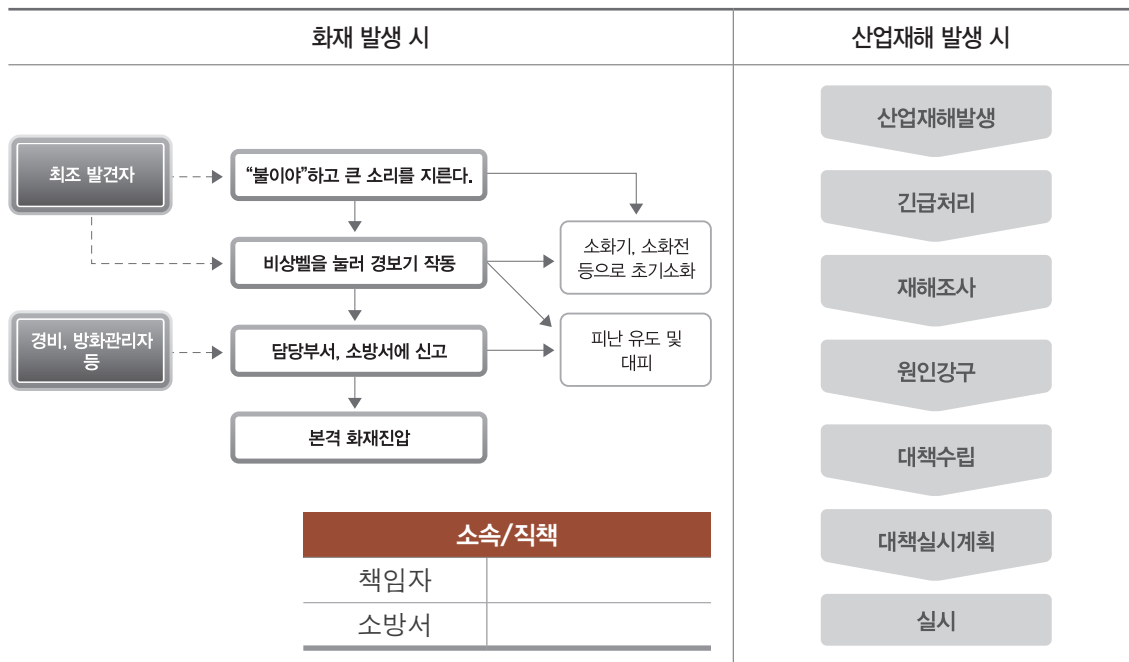 화재 발생 시
최조 발견자
“불이야”하고 큰 소리를 지른다.
비상벨을 눌러 경보기 작동
소화기, 소화전
등으로 초기소화
경비, 방화관리자
등
담당부서, 소방서에 신고
피난 유도 및
대피
본격 화재진압
소속/직책
책임자
소방서
산업재해 발생 시
산업재해발생
긴급처리
재해조사
원인강구
대책수립
대책실시계획
실시